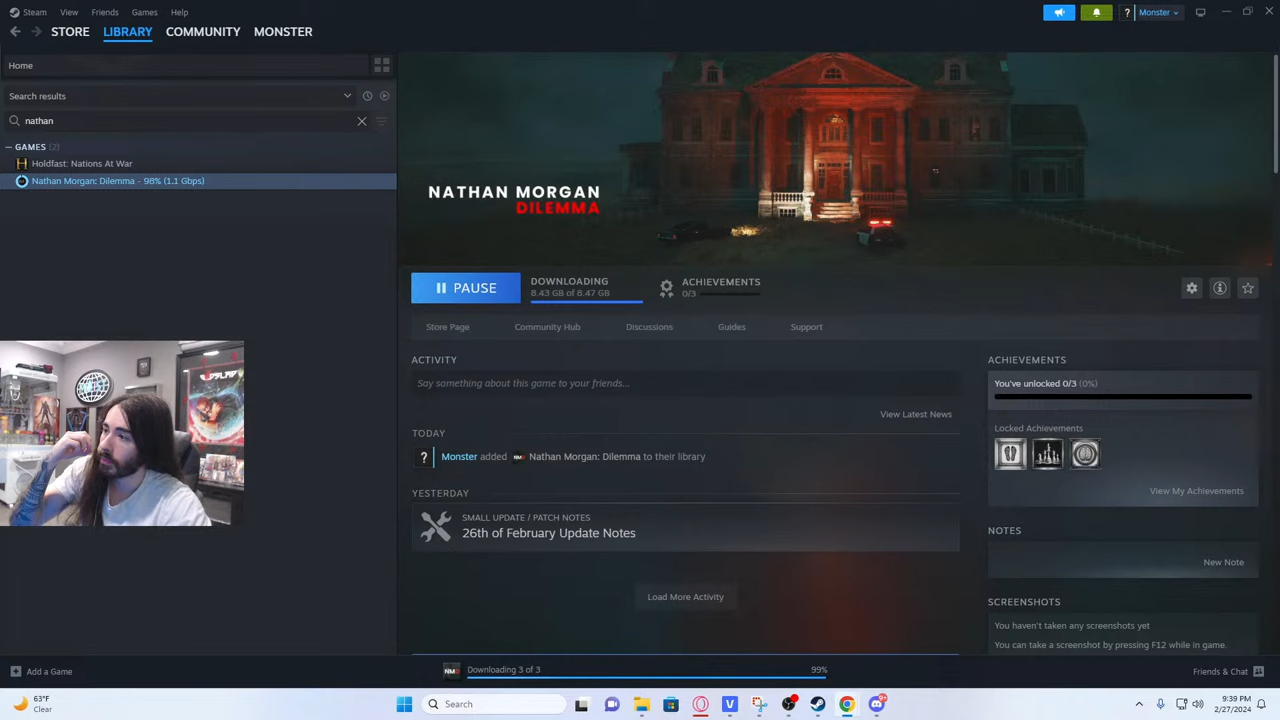 Steam View Friends Games Help
Monster
STORE LIBRARY COMMUNITY MONSTER
Home
Search results
nathan
GAMES (2)
Holdfast: Nations At War
Nathan Morgan: Dilemma - 98% (1.1 Gbps)
NATHAN MORGAN
DILEMMA
PAUSE
DOWNLOADING
8.43 GB of 8.47 GB
ACHIEVEMENTS
0/3
Store Page Community Hub Discussions Guides Support
ACTIVITY
Say something about this game to your friends...
View Latest News
TODAY
Monster added NM Nathan Morgan: Dilemma to their library
YESTERDAY
SMALL UPDATE / PATCH NOTES
26th of February Update Notes
Load More Activity
ACHIEVEMENTS
You've unlocked 0/3 (0%)
Locked Achievements
View My Achievements
NOTES
New Note
SCREENSHOTS
You haven't taken any screenshots yet
You can take a screenshot by pressing F12 while in game.
Add a Game
Downloading 3 of 3
99%
Friends & Chat
63°F
Clear
Search
9:39 PM
2/27/2024